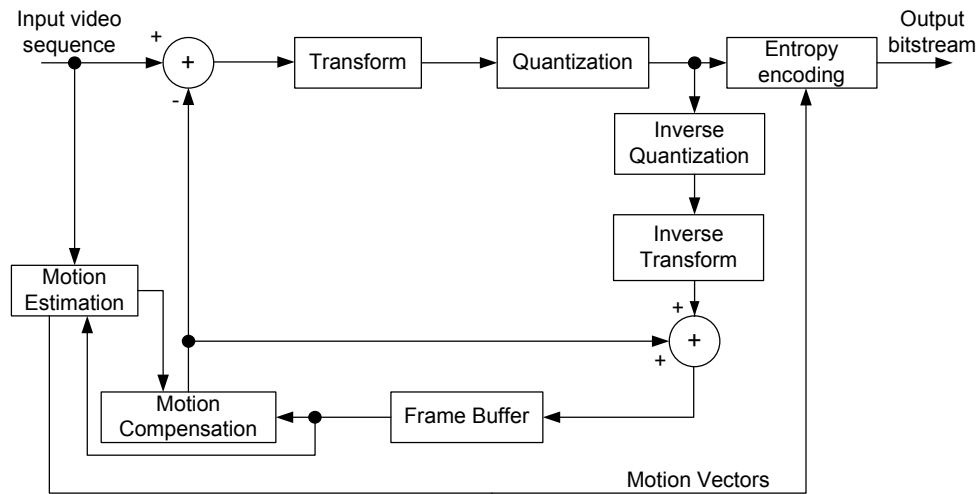 Input video
sequence
Output
bitstream
+
+
-
Transform
Quantization
Entropy
encoding
Inverse
Quantization
Inverse
Transform
Motion
Estimation
+
+
+
Motion
Compensation
Frame Buffer
Motion Vectors